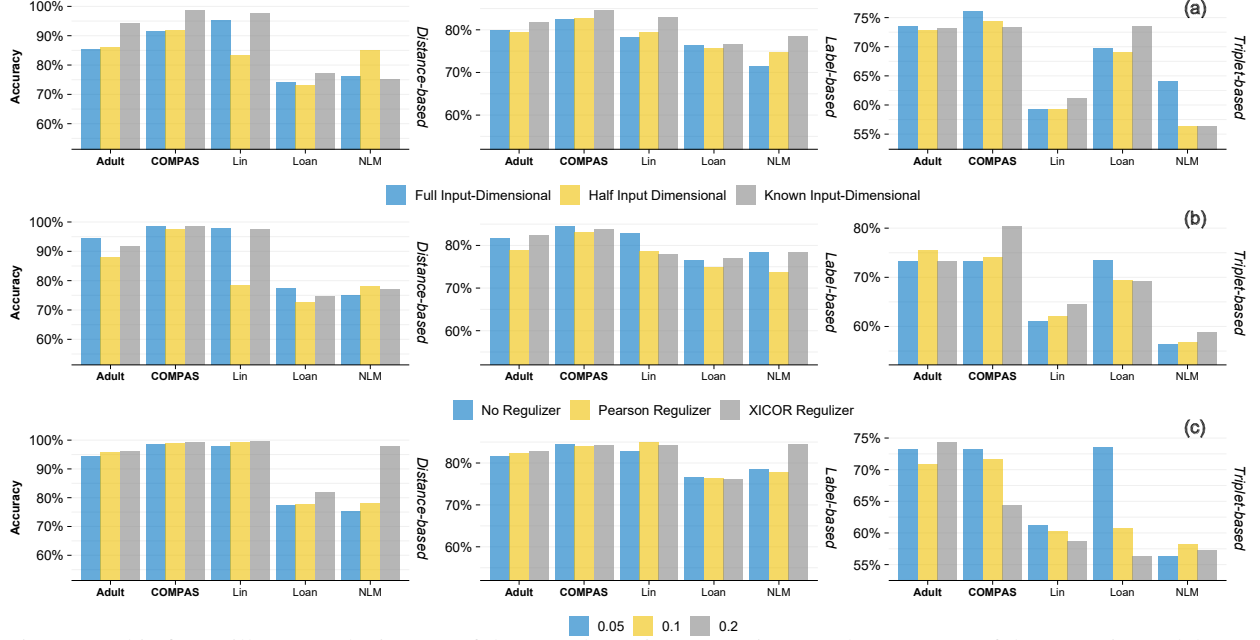 (a)
Accuracy
100%
90%
80%
70%
60%
Adult COMPAS Lin Loan NLM
Distance-based
80%
70%
60%
Adult COMPAS Lin Loan NLM
Label-based
75%
70%
65%
60%
55%
Adult COMPAS Lin Loan NLM
Triplet-based
Full Input-Dimensional Half Input Dimensional Known Input-Dimensional
(b)
Accuracy
100%
90%
80%
70%
60%
Adult COMPAS Lin Loan NLM
Distance-based
80%
70%
60%
Adult COMPAS Lin Loan NLM
Label-based
80%
70%
60%
Adult COMPAS Lin Loan NLM
Triplet-based
No Regulizer Pearson Regulizer XICOR Regulizer
(c)
Accuracy
100%
90%
80%
70%
60%
Adult COMPAS Lin Loan NLM
Distance-based
80%
70%
60%
Adult COMPAS Lin Loan NLM
Label-based
75%
70%
65%
60%
55%
Adult COMPAS Lin Loan NLM
Triplet-based
0.05 0.1 0.2